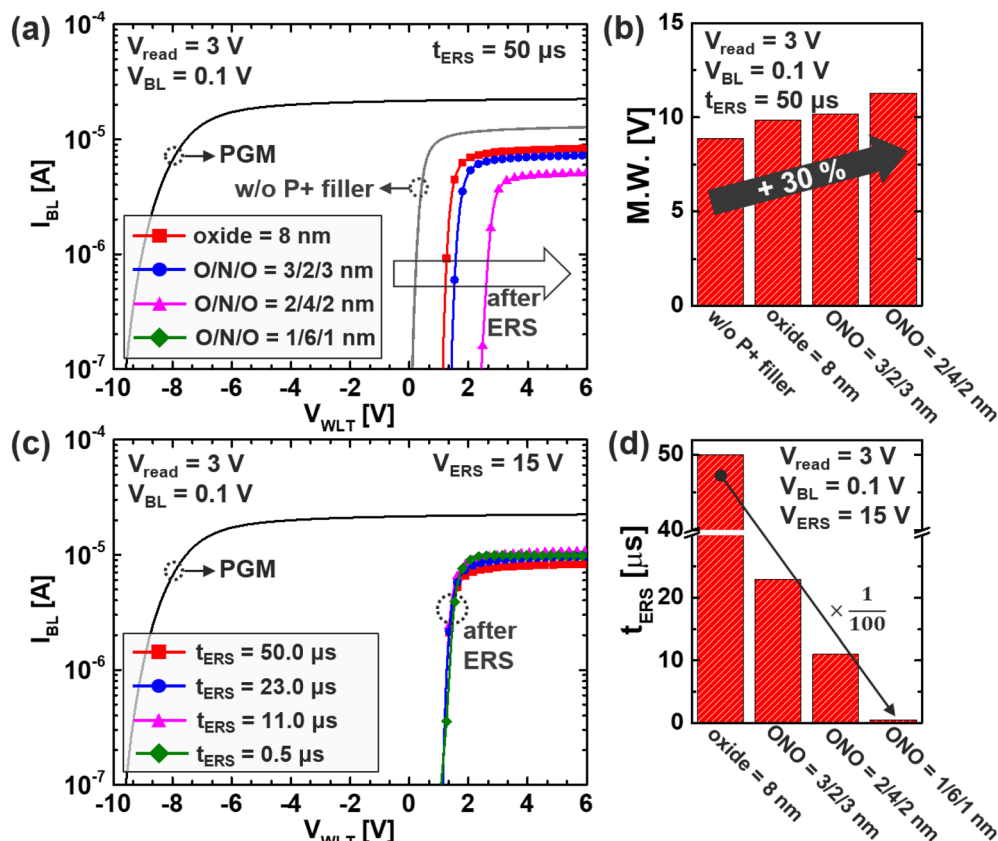 (a)
V_read = 3 V
V_BL = 0.1 V
t_ERS = 50 μs
PGM
w/o P+ filler
oxide = 8 nm
O/N/O = 3/2/3 nm
O/N/O = 2/4/2 nm
O/N/O = 1/6/1 nm
after
ERS
I_BL [A]
10^-4
10^-5
10^-6
10^-7
-10 -8 -6 -4 -2 0 2 4 6
V_WLT [V]
(b)
V_read = 3 V
V_BL = 0.1 V
t_ERS = 50 μs
+ 30 %
M.W. [V]
15
10
5
0
w/o P+ filler
oxide = 8 nm
ONO = 3/2/3 nm
ONO = 2/4/2 nm
(c)
V_read = 3 V
V_BL = 0.1 V
V_ERS = 15 V
PGM
after
ERS
t_ERS = 50.0 μs
t_ERS = 23.0 μs
t_ERS = 11.0 μs
t_ERS = 0.5 μs
I_BL [A]
10^-4
10^-5
10^-6
10^-7
-10 -8 -6 -4 -2 0 2 4 6
V_WLT [V]
(d)
V_read = 3 V
V_BL = 0.1 V
V_ERS = 15 V
× 1/100
t_ERS [μs]
50
40
20
10
0
oxide = 8 nm
ONO = 3/2/3 nm
ONO = 2/4/2 nm
ONO = 1/6/1 nm